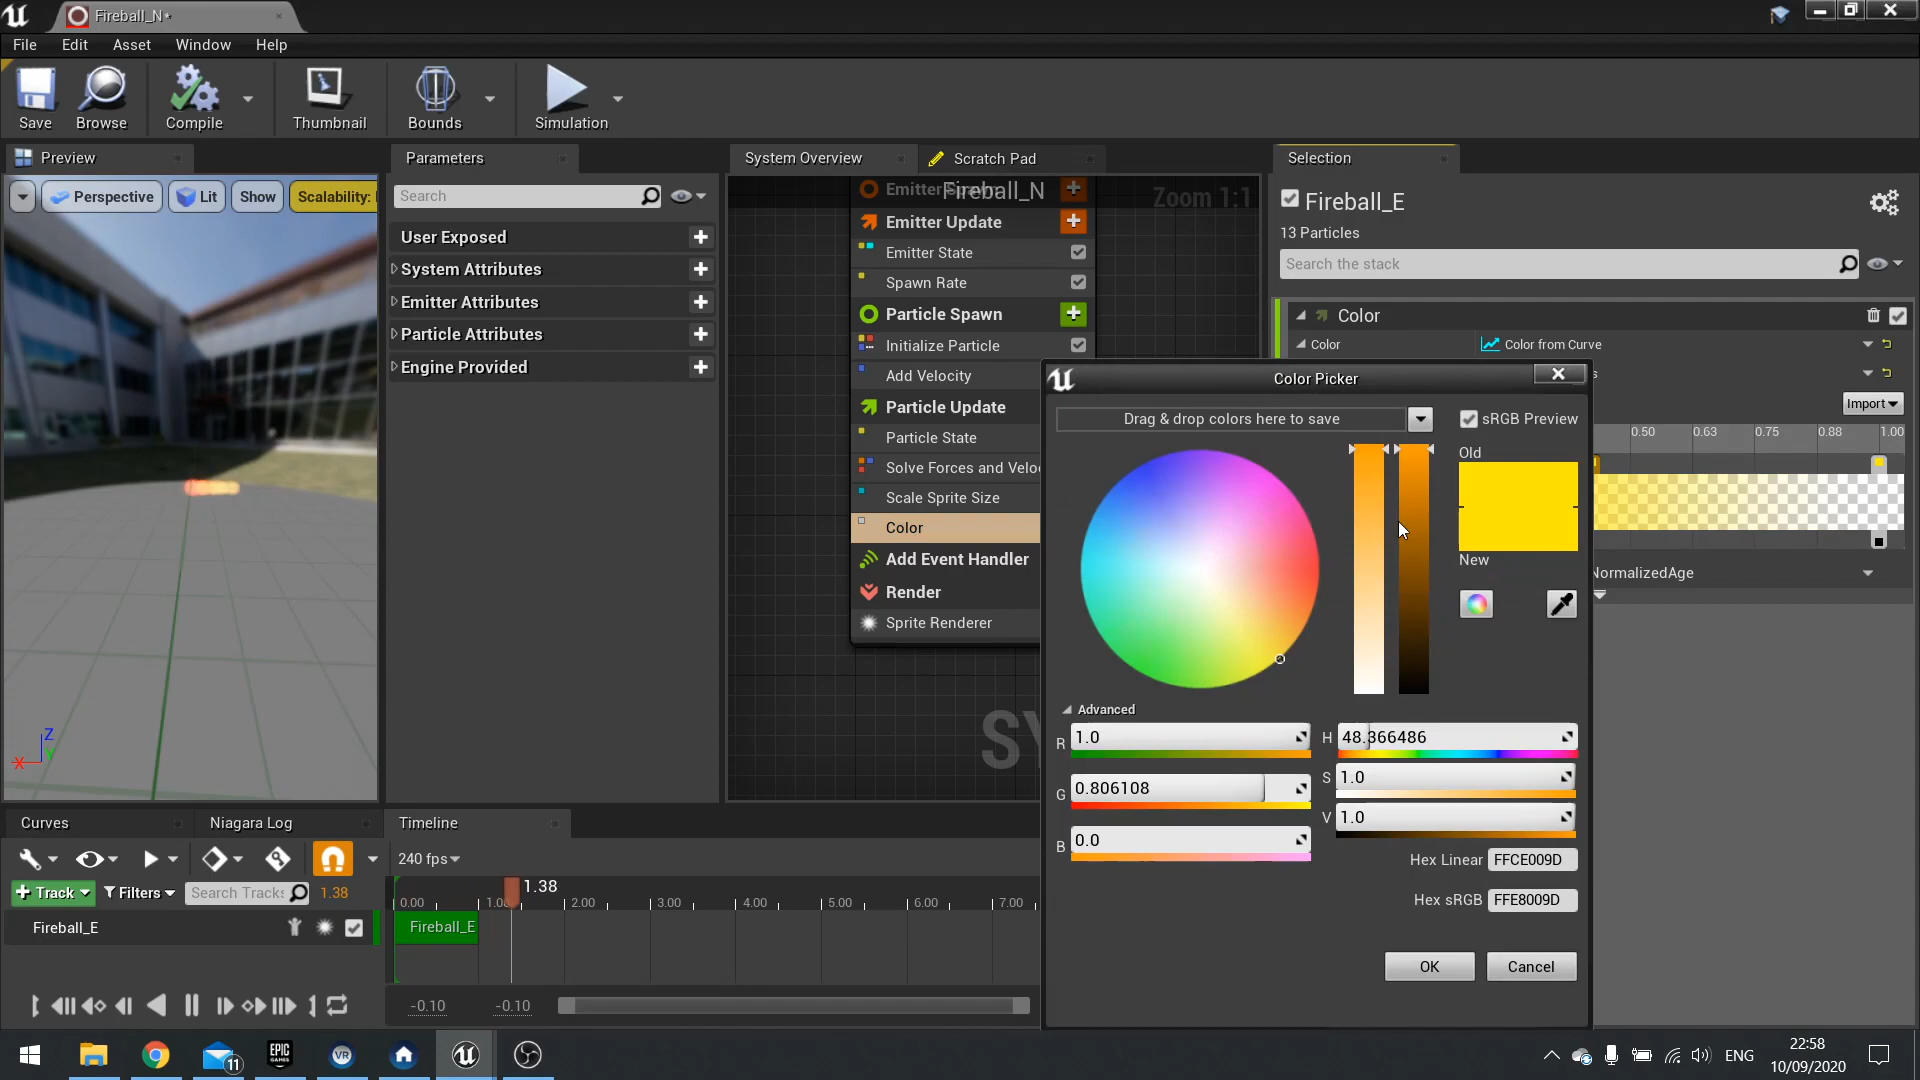 Fireball_N*
File Edit Asset Window Help
Save Browse Compile Thumbnail Bounds Simulation
Preview
Perspective Lit Show Scalability:
Parameters
Search
User Exposed
System Attributes
Emitter Attributes
Particle Attributes
Engine Provided
System Overview Scratch Pad
Fireball_N
Zoom 1:1
Emitter
Emitter Update
Emitter State
Spawn Rate
Particle Spawn
Initialize Particle
Add Velocity
Particle Update
Particle State
Solve Forces and Velo
Scale Sprite Size
Color
Add Event Handler
Render
Sprite Renderer
SY
Selection
Fireball_E
13 Particles
Search the stack
Color
Color Color from Curve
s
Import
0.50 0.63 0.75 0.88 1.00
NormalizedAge
Color Picker
Drag & drop colors here to save
sRGB Preview
Old
New
Advanced
R 1.0
G 0.806108
B 0.0
H 48.366486
S 1.0
V 1.0
Hex Linear FFCE009D
Hex sRGB FFE8009D
OK Cancel
Curves Niagara Log Timeline
240 fps
Track Filters Search Tracks 1.38
1.38
0.00 1.00 2.00 3.00 4.00 5.00 6.00 7.00
Fireball_E
Fireball_E
-0.10 -0.10
X Y Z
11
EPIC GAMES
VR
ENG
22:58
10/09/2020